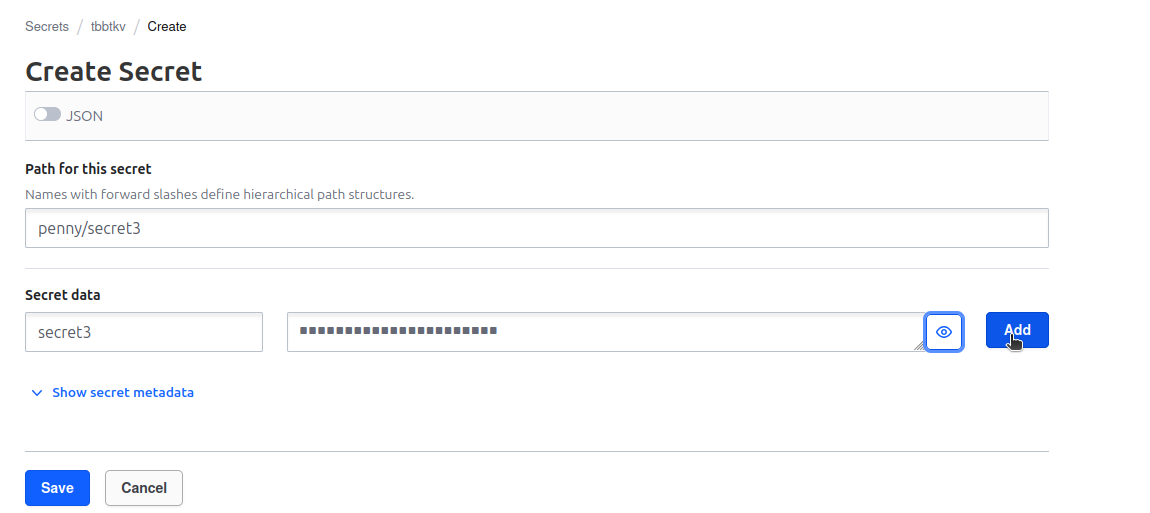 Secrets / tbbtkv / Create
Create Secret
JSON
Path for this secret
Names with forward slashes define hierarchical path structures.
penny/secret3
Secret data
secret3 ▪▪▪▪▪▪▪▪▪▪▪▪▪▪▪▪▪▪▪▪▪▪ Add
Show secret metadata
Save Cancel